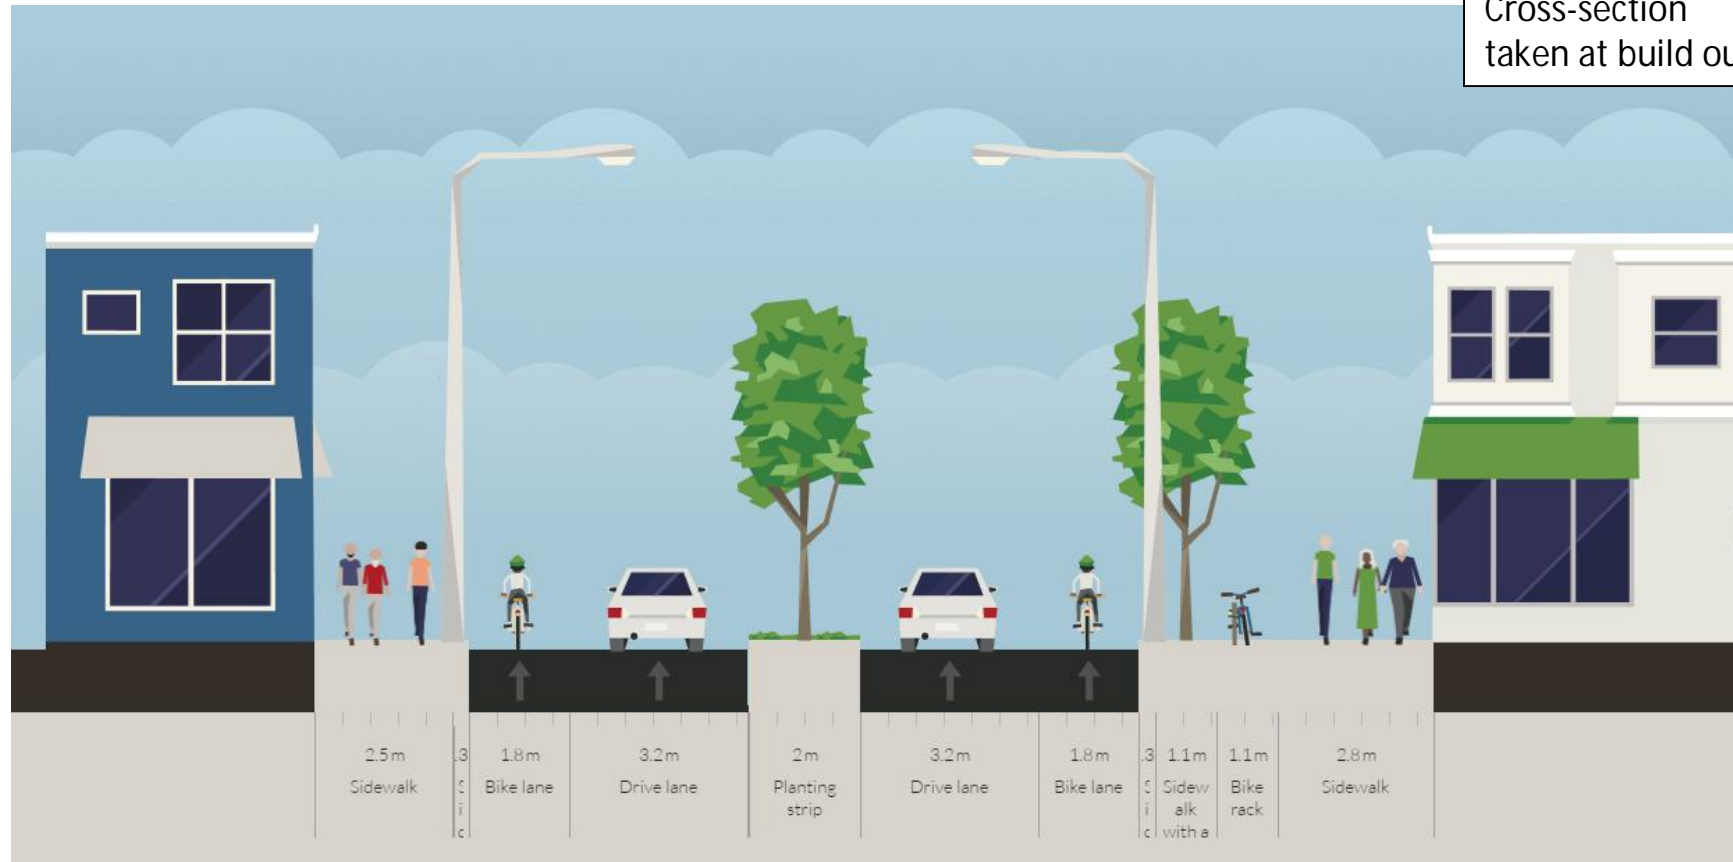 Cross-section
taken at build ou
2.5m
Sidewalk
.3
S
i
c
1.8m
Bike lane
3.2m
Drive lane
2m
Planting
strip
3.2m
Drive lane
1.8m
Bike lane
.3
S
i
c
1.1m
Sidew
alk
with a
1.1m
Bike
rack
2.8m
Sidewalk